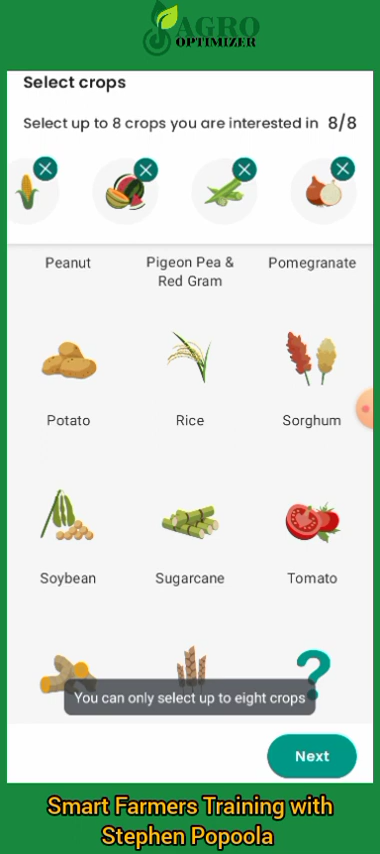 AGRO
OPTIMIZER
Select crops
Select up to 8 crops you are interested in 8/8
Peanut
Pigeon Pea &
Red Gram
Pomegranate
Potato
Rice
Sorghum
Soybean
Sugarcane
Tomato
?
You can only select up to eight crops
Next
Smart Farmers Training with
Stephen Popoola